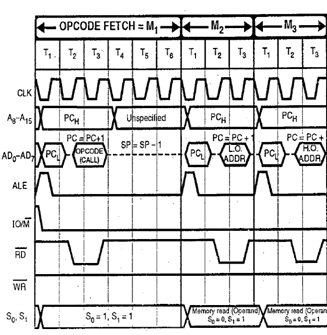 OPCODE FETCH = M1 M2 M3
T1 T2 T3 T4 T5 T6 T1 T2 T3 T1 T2 T3
CLK
A8-A15 PCH Unspecified PCH PCH
PC = PC+1 SP = SP - 1 PC = PC + PC = PC +
AD0-AD7 PCL OPCODE (CALL) PCL L.O. ADDR PCL H.O. ADDR
ALE
IO/M
RD
WR
S0, S1 S0 = 1, S1 = 1 Memory read (Operand) S0 = 0, S1 = 1 Memory read (Operan S0 = 0, S1 = 1